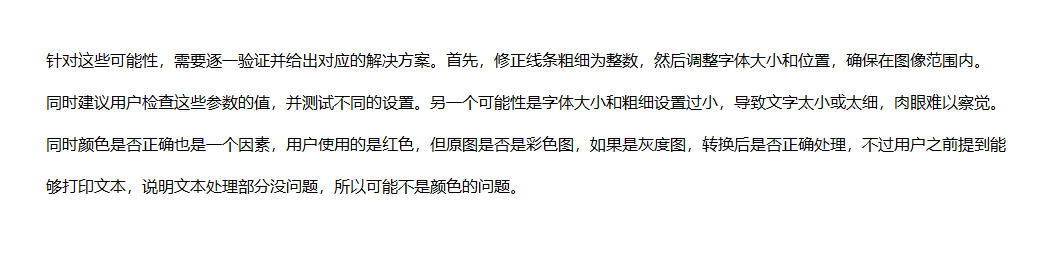 针对这些可能性，需要逐一验证并给出对应的解决方案。首先，修正线条粗细为整数，然后调整字体大小和位置，确保在图像范围内。
同时建议用户检查这些参数的值，并测试不同的设置。另一个可能性是字体大小和粗细设置过小，导致文字太小或太细，肉眼难以察觉。
同时颜色是否正确也是一个因素，用户使用的是红色，但原图是否是彩色图，如果是灰度图，转换后是否正确处理，不过用户之前提到能
够打印文本，说明文本处理部分没问题，所以可能不是颜色的问题。